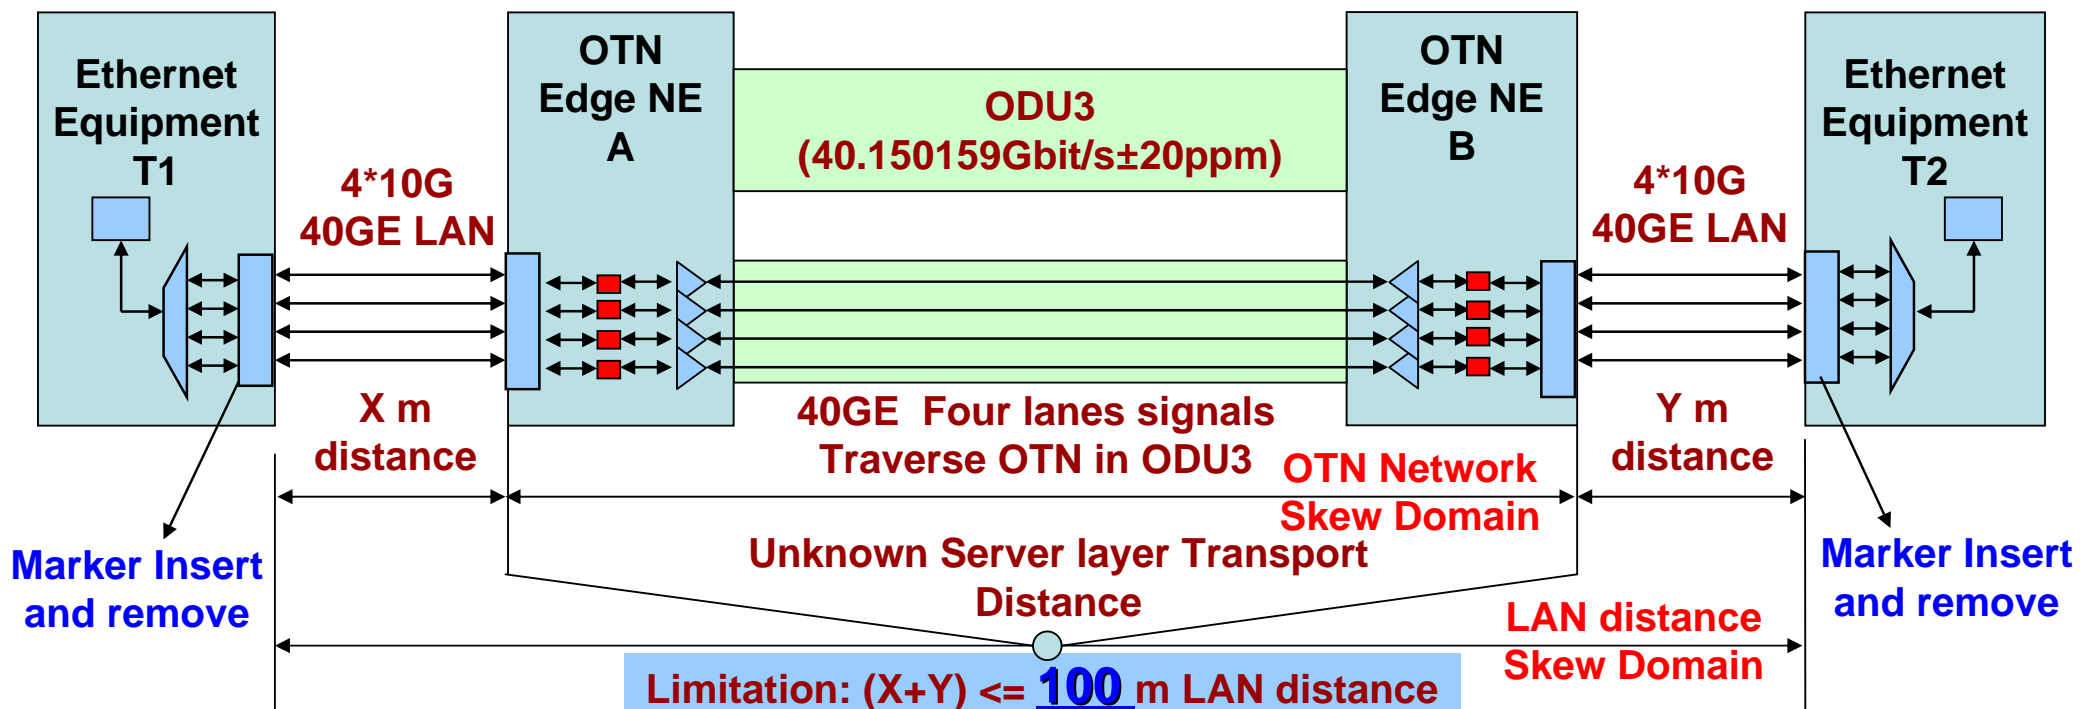 Ethernet
Equipment
T1
4*10G
40GE LAN
OTN
Edge NE
A
ODU3
(40.150159Gbit/s±20ppm)
OTN
Edge NE
B
4*10G
40GE LAN
Ethernet
Equipment
T2
X m
distance
40GE  Four lanes signals
Traverse OTN in ODU3
Y m
distance
OTN Network
Skew Domain
Marker Insert
and remove
Unknown Server layer Transport
Distance
Marker Insert
and remove
LAN distance
Skew Domain
Limitation: (X+Y) <= 100 m LAN distance